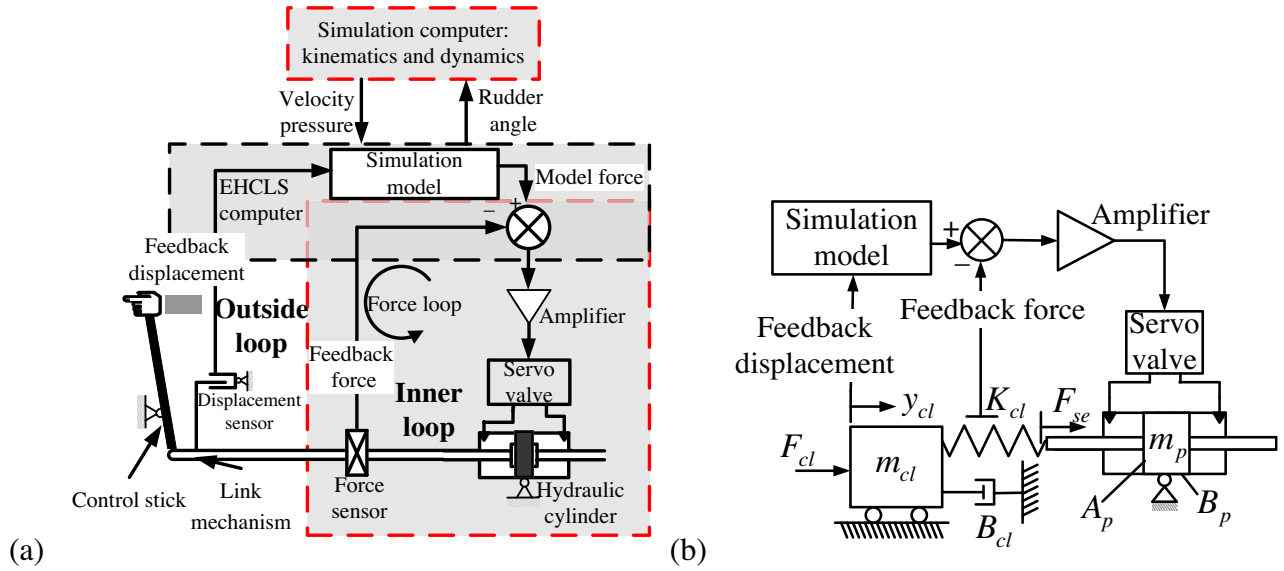 Simulation computer:
kinematics and dynamics
Velocity
pressure
Rudder
angle
Simulation
model
Model force
EHCLS
computer
+
−
Feedback
displacement
Outside
loop
Force loop
Amplifier
Feedback
force
Servo
valve
Inner
loop
Displacement
sensor
Control stick
Link
mechanism
Force
sensor
Hydraulic
cylinder
(a)
Simulation
model
+
−
Amplifier
Feedback force
Feedback
displacement
Servo
valve
y_cl
K_cl
F_se
F_cl
m_cl
m_p
B_cl
A_p
B_p
(b)